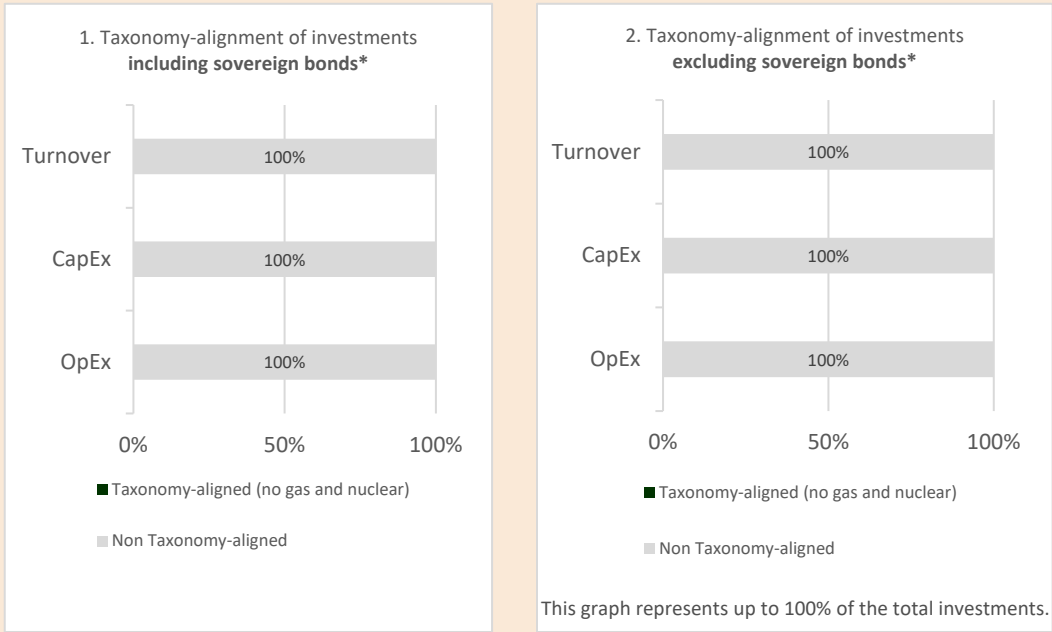 1. Taxonomy-alignment of investments
including sovereign bonds*
Turnover
100%
CapEx
100%
OpEx
100%
0%
50%
100%
Taxonomy-aligned (no gas and nuclear)
Non Taxonomy-aligned
2. Taxonomy-alignment of investments
excluding sovereign bonds*
Turnover
100%
CapEx
100%
OpEx
100%
0%
50%
100%
Taxonomy-aligned (no gas and nuclear)
Non Taxonomy-aligned
This graph represents up to 100% of the total investments.